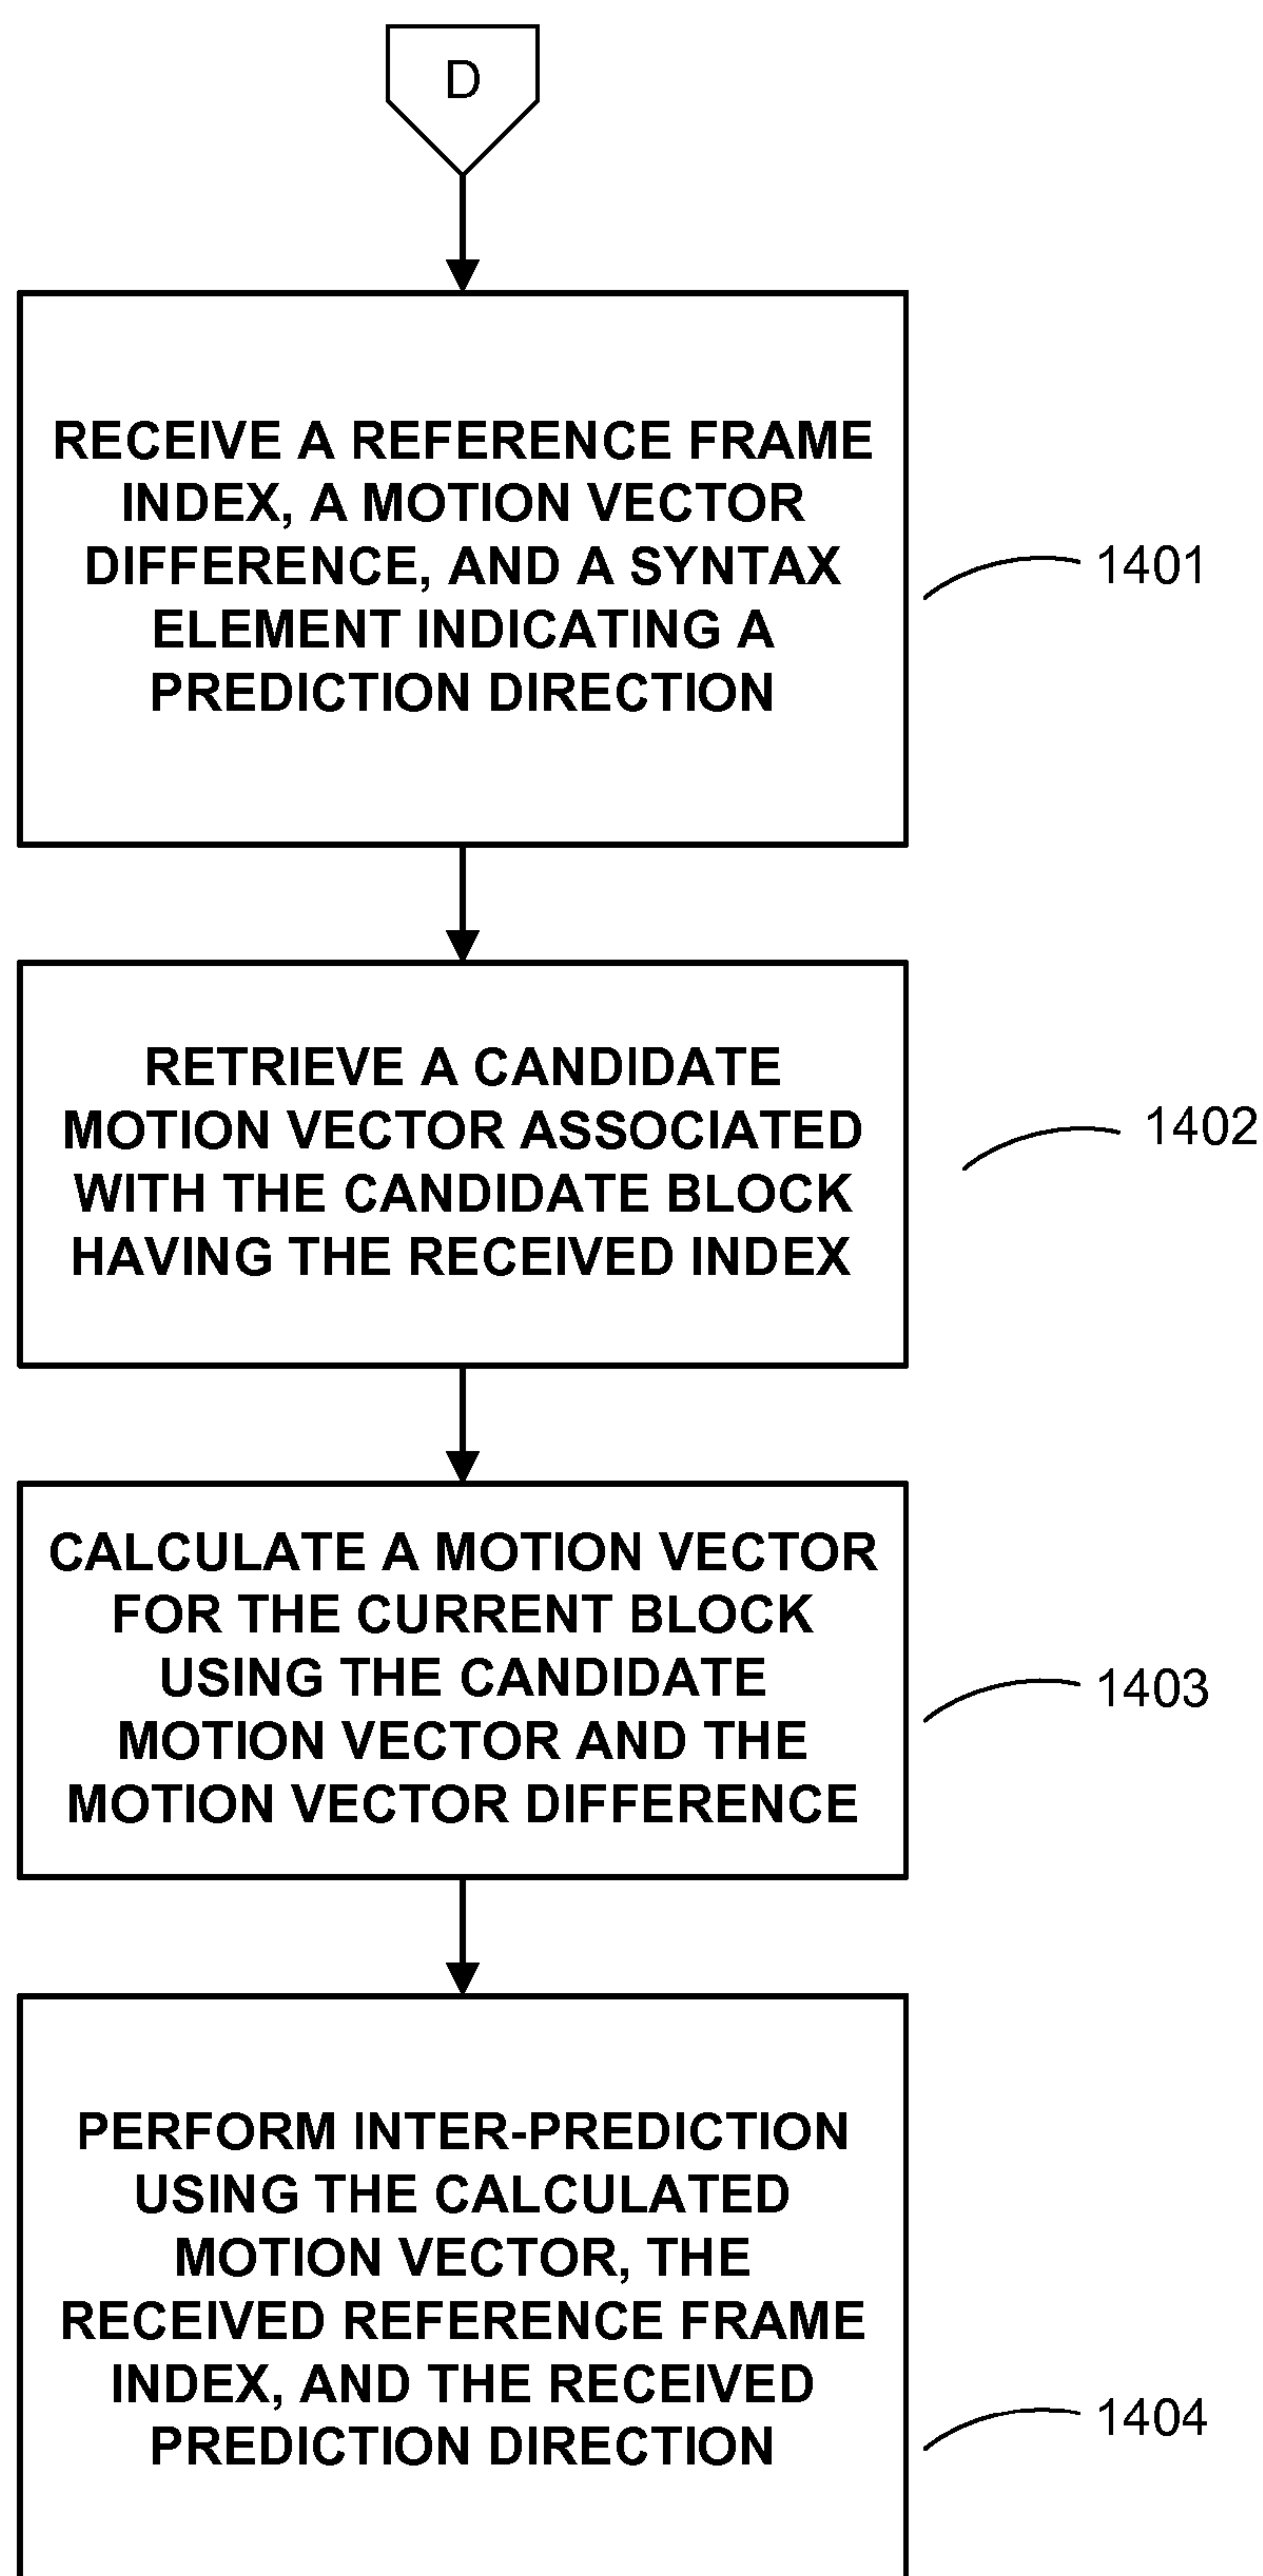 D
RECEIVE A REFERENCE FRAME
INDEX, A MOTION VECTOR
DIFFERENCE, AND A SYNTAX
ELEMENT INDICATING A
PREDICTION DIRECTION
1401
RETRIEVE A CANDIDATE
MOTION VECTOR ASSOCIATED
WITH THE CANDIDATE BLOCK
HAVING THE RECEIVED INDEX
1402
CALCULATE A MOTION VECTOR
FOR THE CURRENT BLOCK
USING THE CANDIDATE
MOTION VECTOR AND THE
MOTION VECTOR DIFFERENCE
1403
PERFORM INTER-PREDICTION
USING THE CALCULATED
MOTION VECTOR, THE
RECEIVED REFERENCE FRAME
INDEX, AND THE RECEIVED
PREDICTION DIRECTION
1404